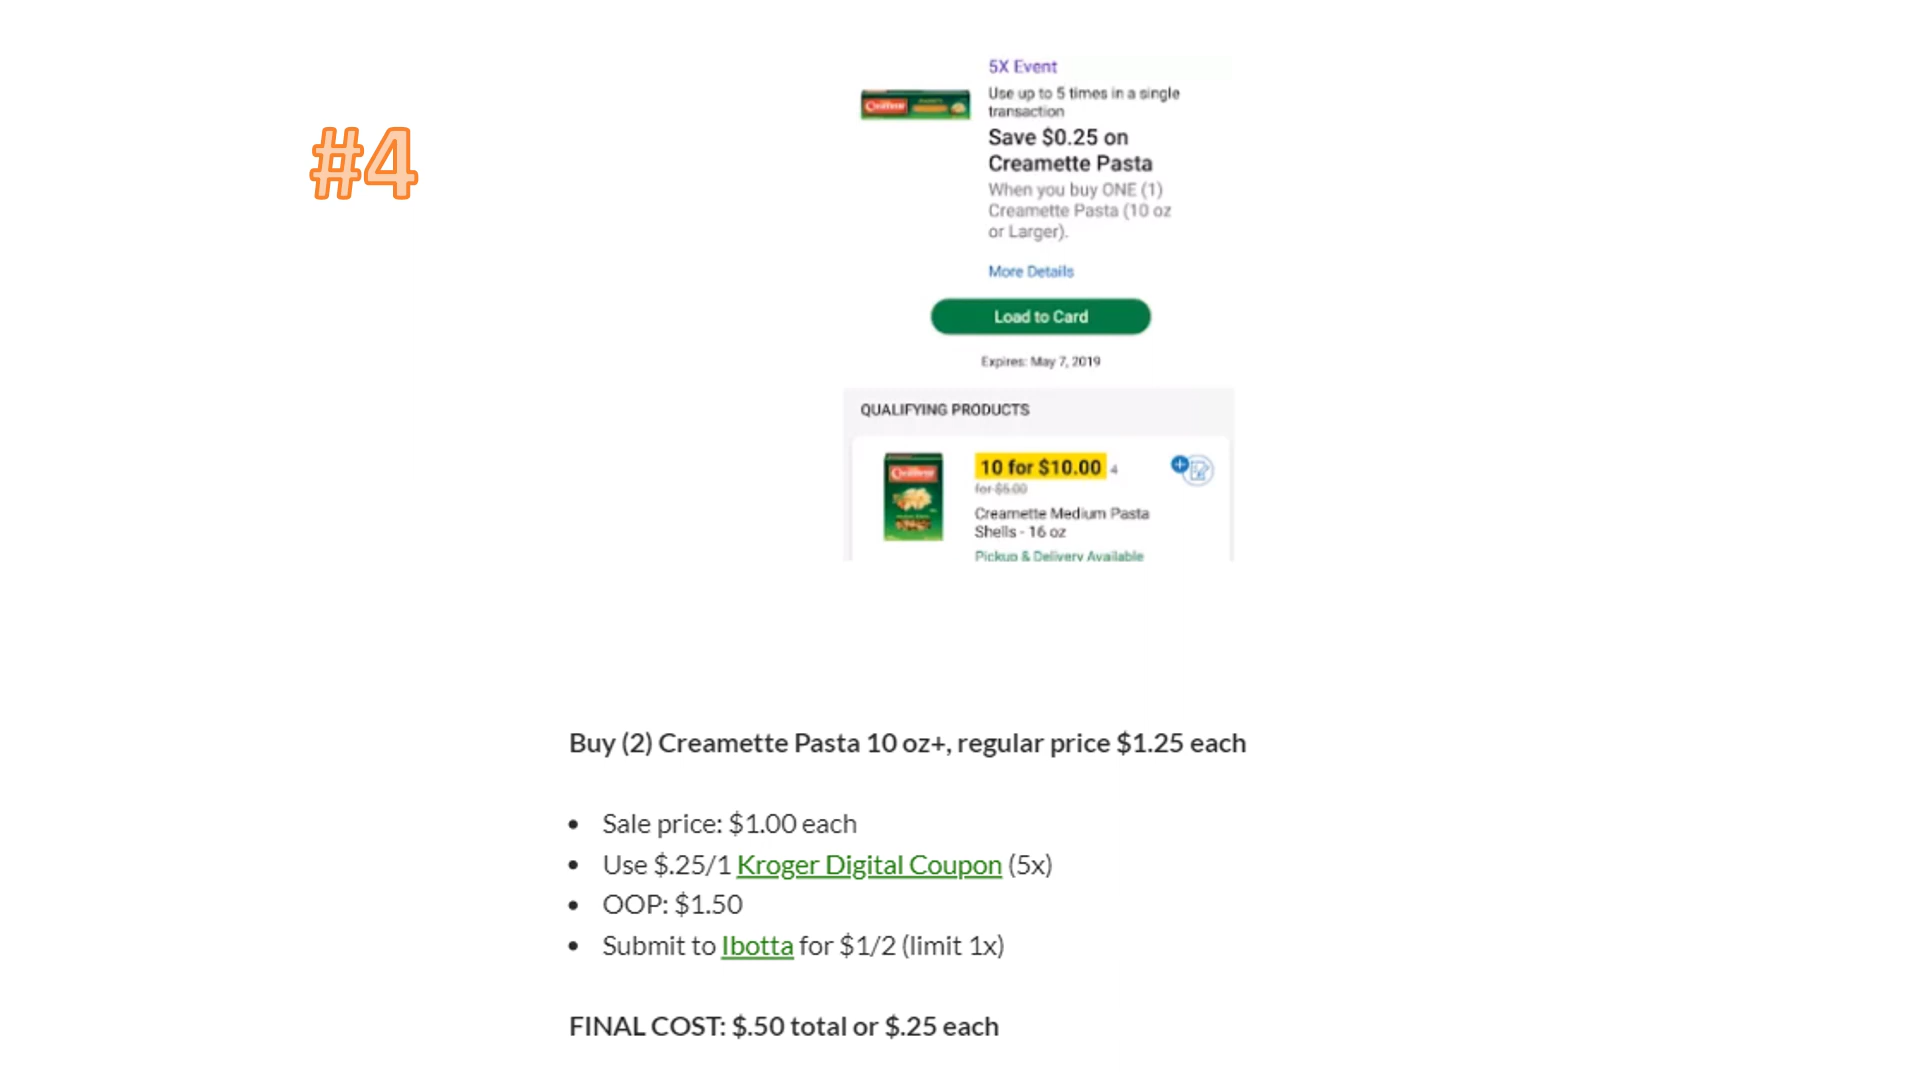 #4
5X Event
Use up to 5 times in a single
transaction
Save $0.25 on
Creamette Pasta
When you buy ONE (1)
Creamette Pasta (10 oz
or Larger).
More Details
Load to Card
Expires: May 7, 2019
QUALIFYING PRODUCTS
10 for $10.00 4
for $5.00
Creamette Medium Pasta
Shells - 16 oz
Pickup & Delivery Available
Buy (2) Creamette Pasta 10 oz+, regular price $1.25 each
• Sale price: $1.00 each
• Use $.25/1 Kroger Digital Coupon (5x)
• OOP: $1.50
• Submit to Ibotta for $1/2 (limit 1x)
FINAL COST: $.50 total or $.25 each